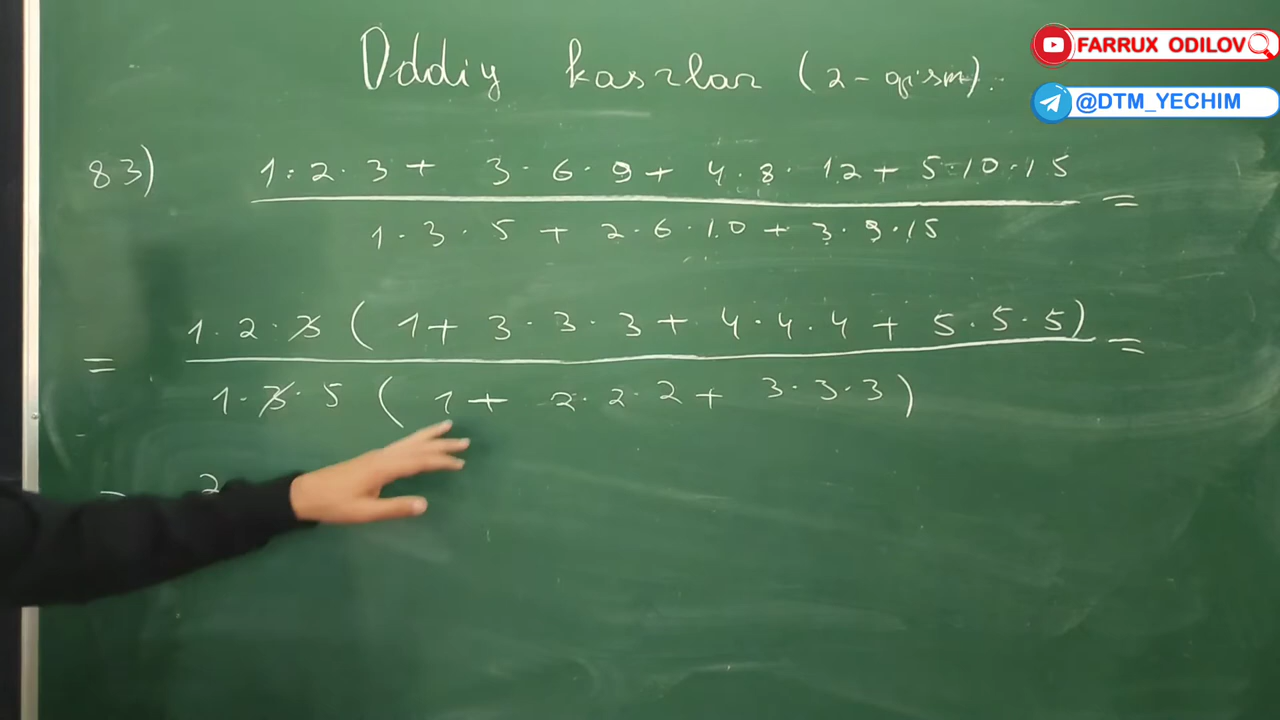 Oddiy kasrlar (2-qism).
FARRUX ODILOV
@DTM_YECHIM
83) 1·2·3 + 3·6·9 + 4·8·12 + 5·10·15 =
1·3·5 + 2·6·10 + 3·9·15
= 1·2·3 ( 1 + 3·3·3 + 4·4·4 + 5·5·5 ) =
1·3·5 ( 1 + 2·2·2 + 3·3·3 )
= 2